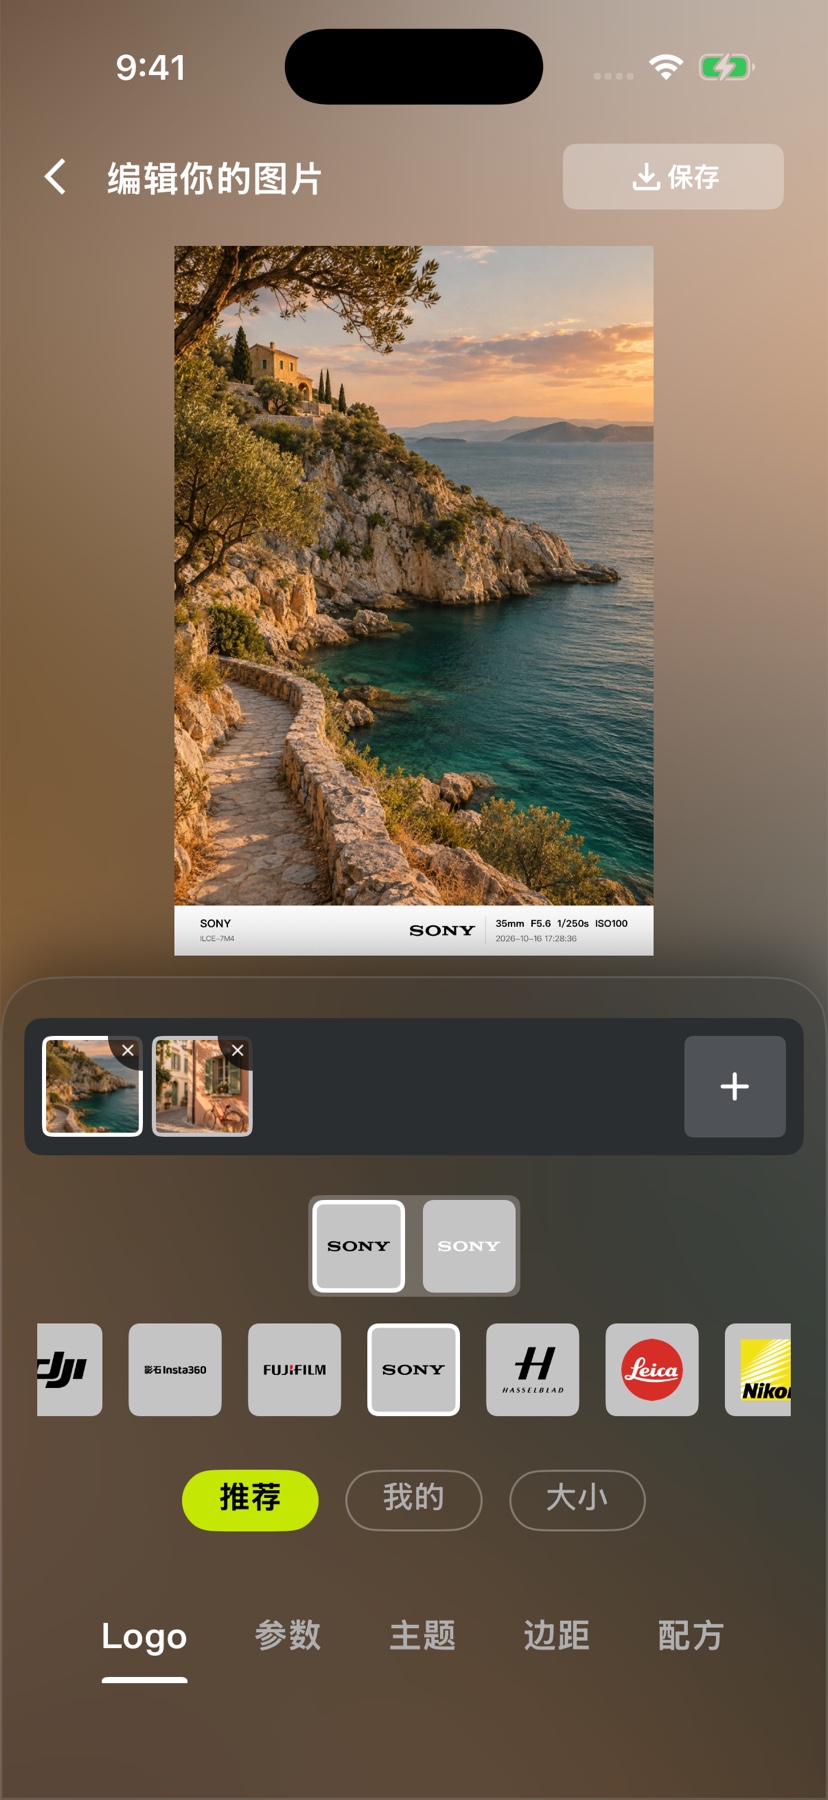 9:41
编辑你的图片
保存
SONY
ILCE-7M4
SONY
35mm F5.6 1/250s ISO100
2026-10-16 17:28:36
SONY
SONY
dji
影石Insta360
FUJIFILM
SONY
HASSELBLAD
Leica
Niko
推荐
我的
大小
Logo
参数
主题
边距
配方